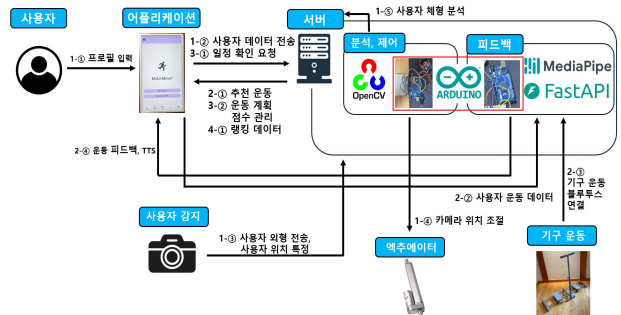 사용자
어플리케이션
서버
1-⑤ 사용자 체형 분석
1-① 프로필 입력
1-② 사용자 데이터 전송
3-① 일정 확인 요청
분석, 제어
피드백
OpenCV
ARDUINO
MediaPipe
FastAPI
2-① 추천 운동
3-② 운동 계획
점수 관리
4-① 랭킹 데이터
2-④ 운동 피드백, TTS
2-③
기구 운동
블루투스
연결
2-② 사용자 운동 데이터
사용자 감지
1-④ 카메라 위치 조절
1-③ 사용자 외형 전송,
사용자 위치 특정
액추에이터
기구 운동